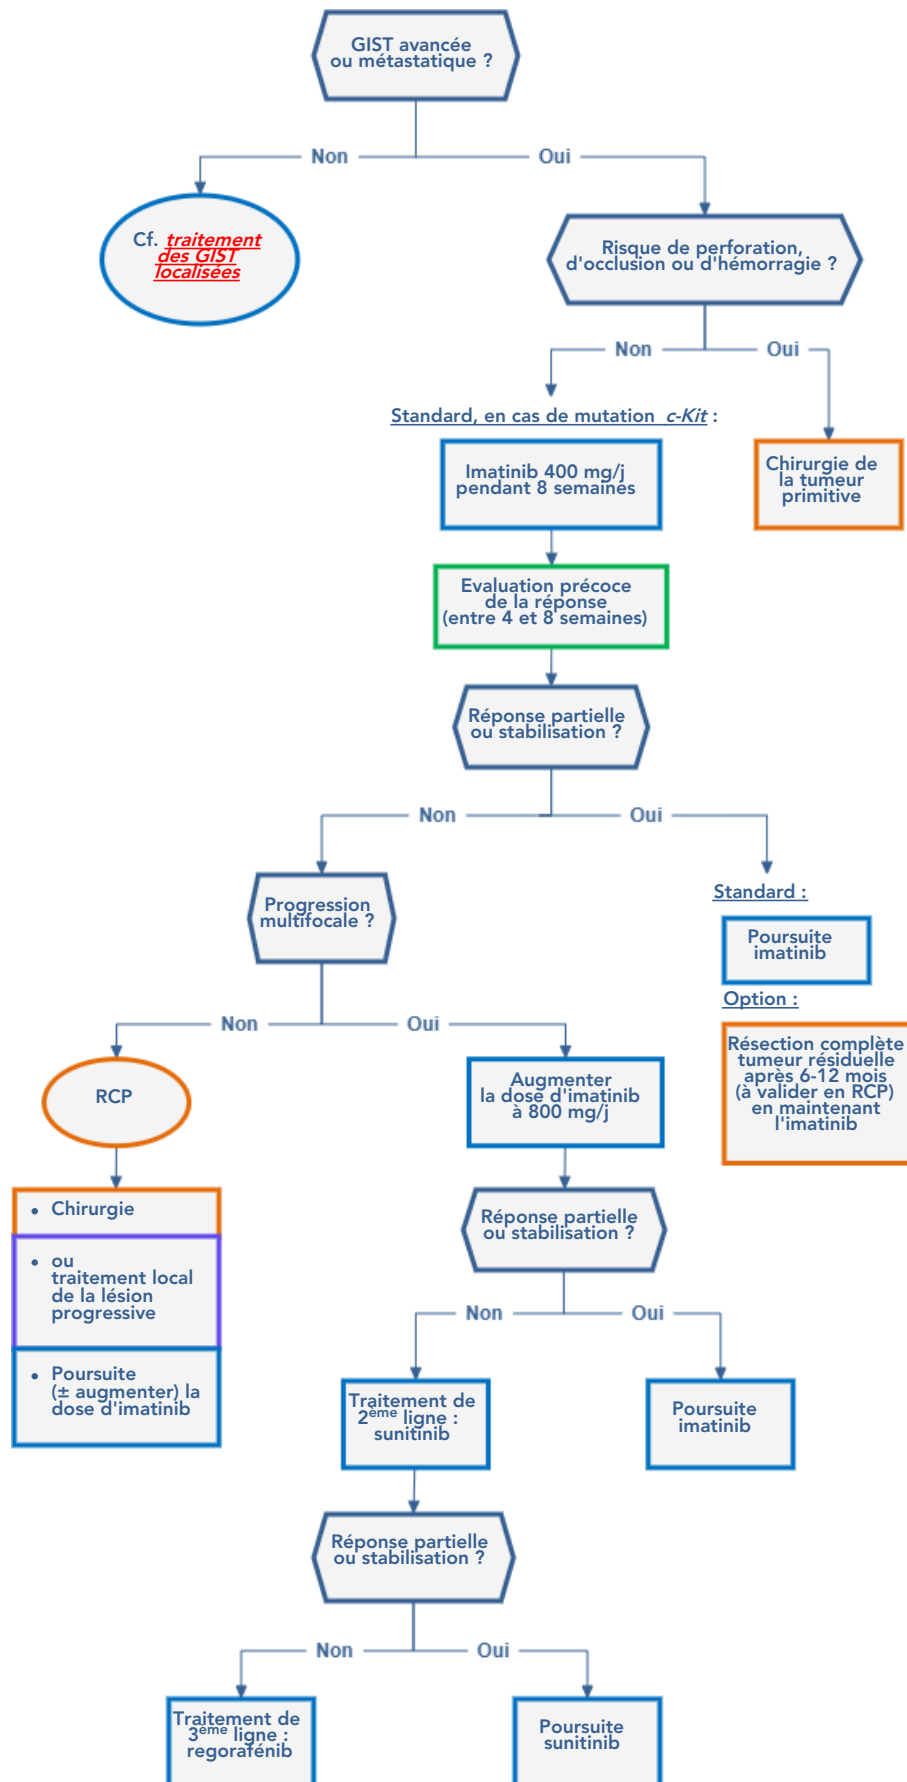 GIST avancée
ou métastatique ?
Non
Oui
Cf. traitement
des GIST
localisées
Risque de perforation,
d'occlusion ou d'hémorragie ?
Non
Oui
Standard, en cas de mutation c-Kit :
Imatinib 400 mg/j
pendant 8 semaines
Chirurgie de
la tumeur
primitive
Evaluation précoce
de la réponse
(entre 4 et 8 semaines)
Réponse partielle
ou stabilisation ?
Non
Oui
Progression
multifocale ?
Standard :
Poursuite
imatinib
Option :
Résection complète
tumeur résiduelle
après 6-12 mois
(à valider en RCP)
en maintenant
l'imatinib
Non
Oui
RCP
Augmenter
la dose d'imatinib
à 800 mg/j
• Chirurgie
• ou
traitement local
de la lésion
progressive
• Poursuite
(± augmenter) la
dose d'imatinib
Réponse partielle
ou stabilisation ?
Non
Oui
Traitement de
2ème ligne :
sunitinib
Poursuite
imatinib
Réponse partielle
ou stabilisation ?
Non
Oui
Traitement de
3ème ligne :
regorafénib
Poursuite
sunitinib